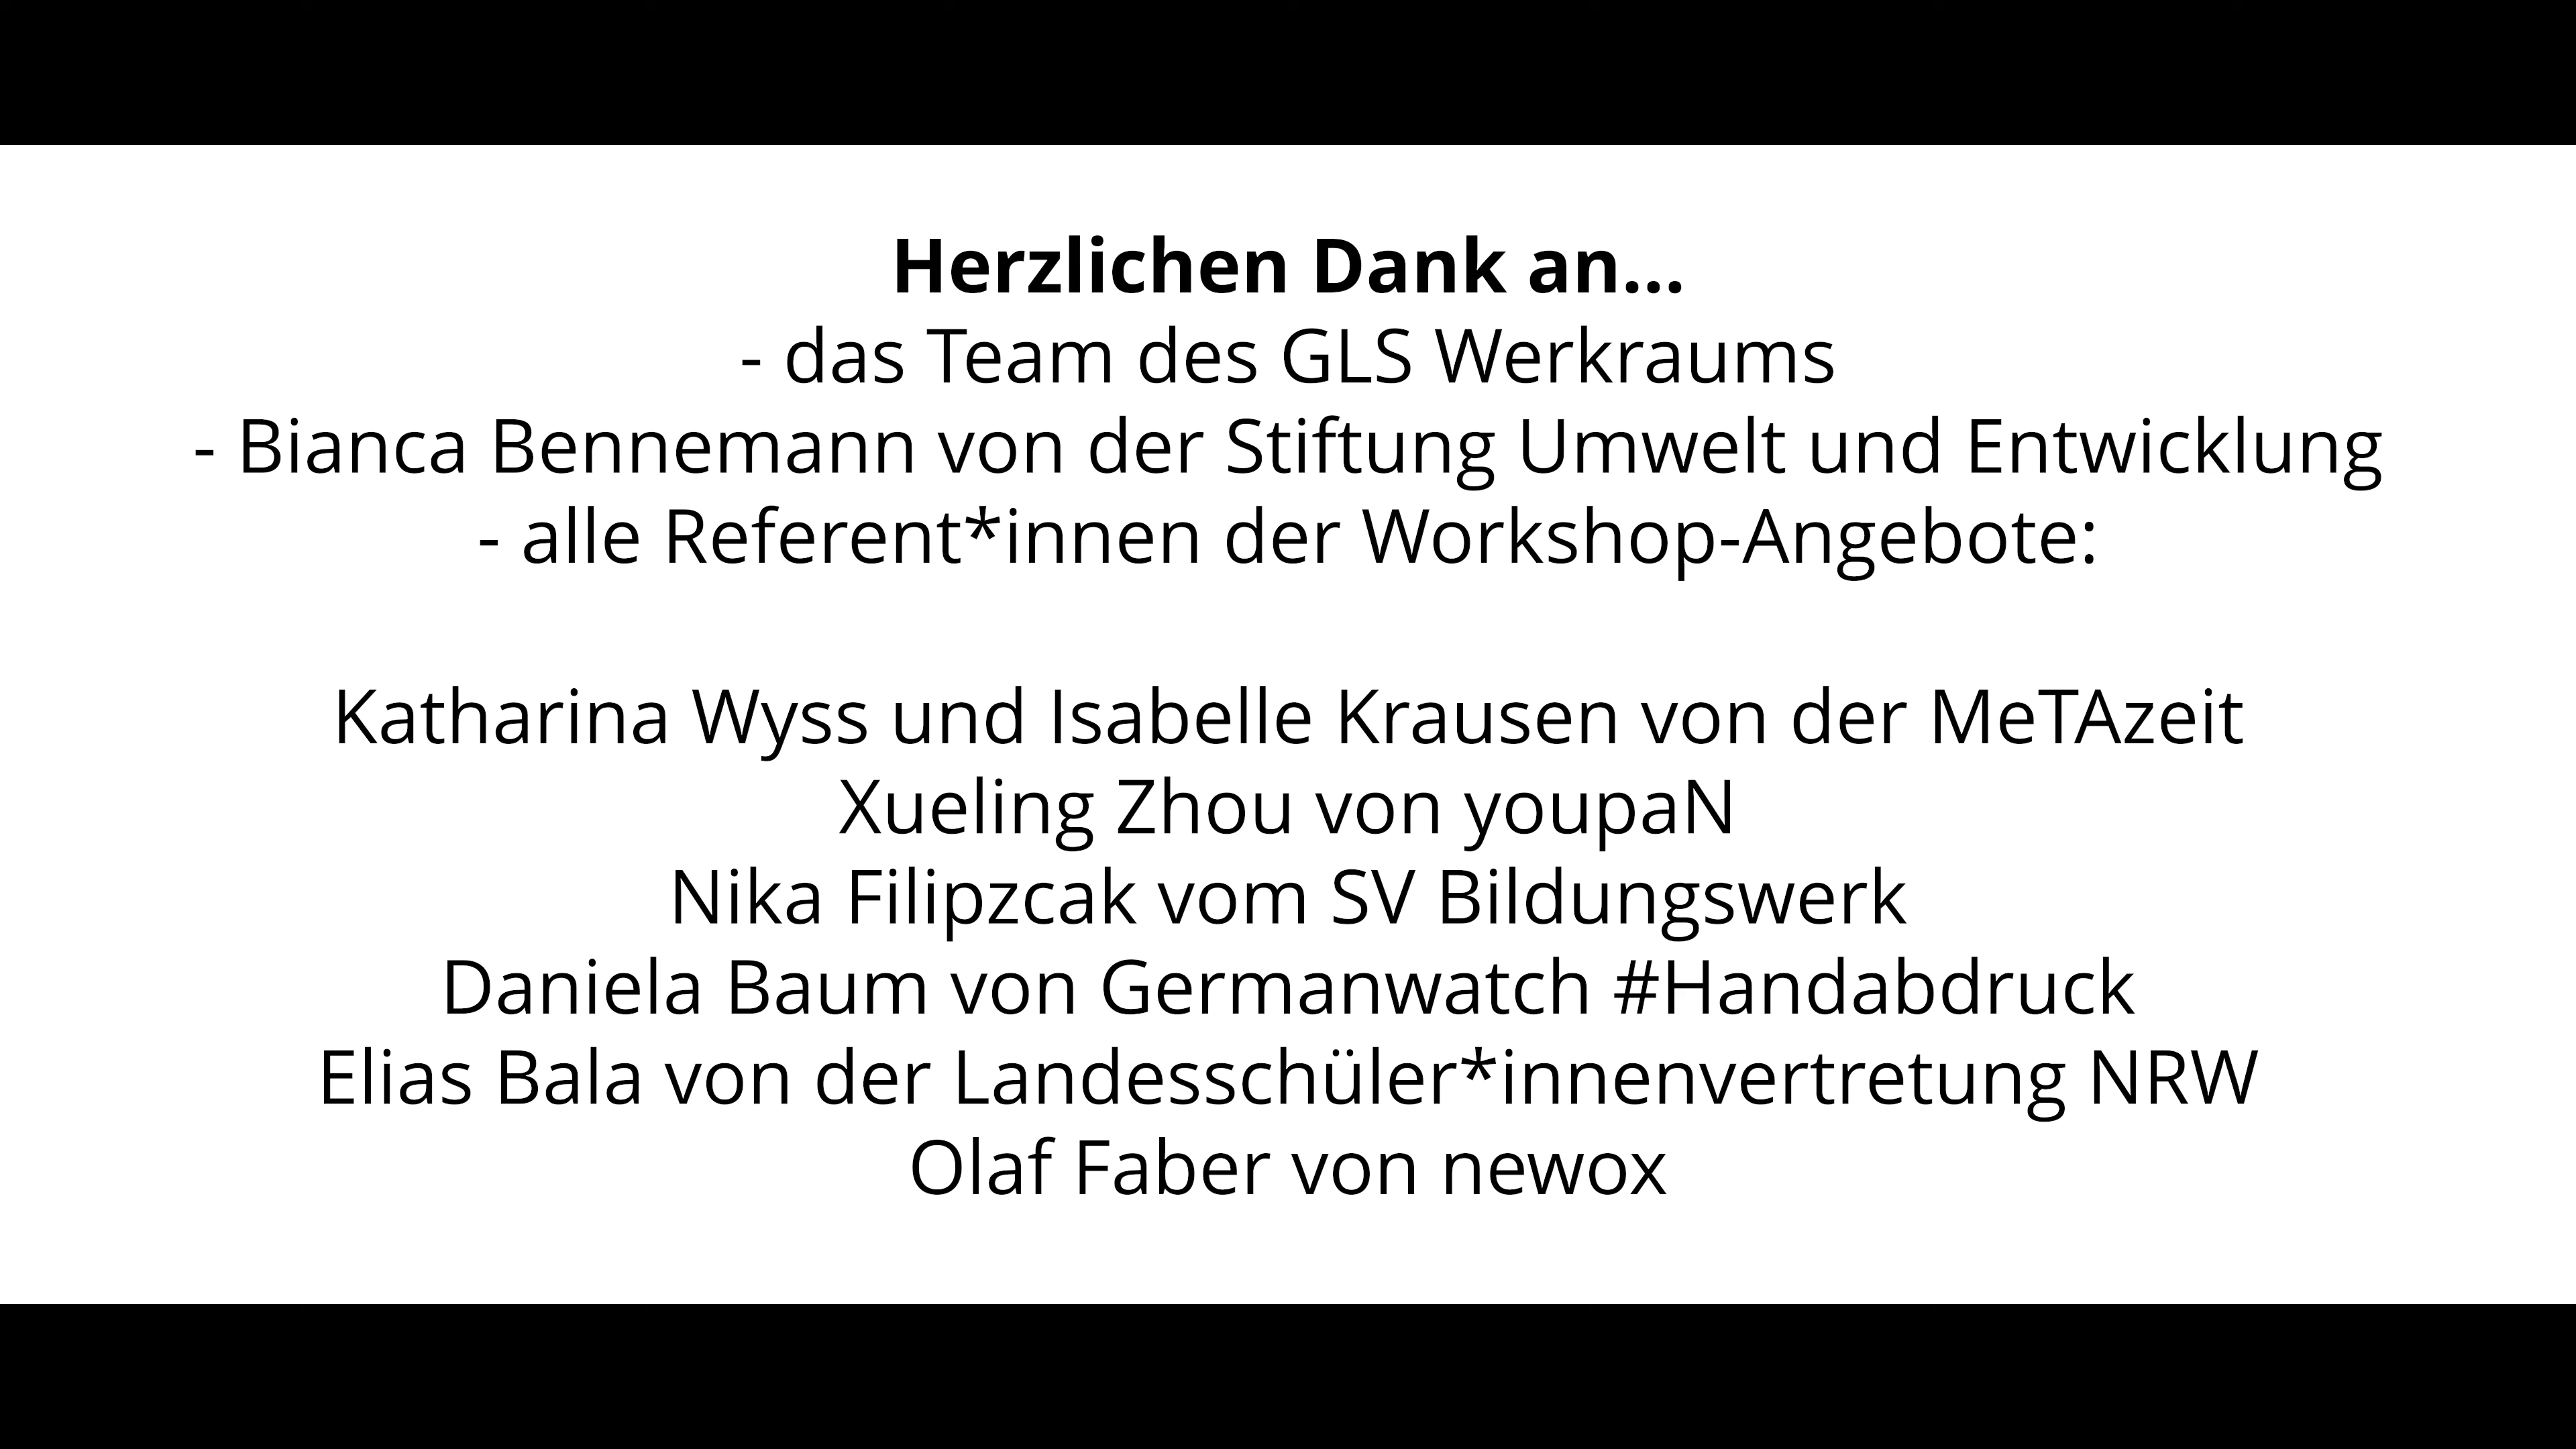 Herzlichen Dank an...
- das Team des GLS Werkraums
- Bianca Bennemann von der Stiftung Umwelt und Entwicklung
- alle Referent*innen der Workshop-Angebote:
Katharina Wyss und Isabelle Krausen von der MeTAzeit
Xueling Zhou von youpaN
Nika Filipzcak vom SV Bildungswerk
Daniela Baum von Germanwatch #Handabdruck
Elias Bala von der Landesschüler*innenvertretung NRW
Olaf Faber von newox